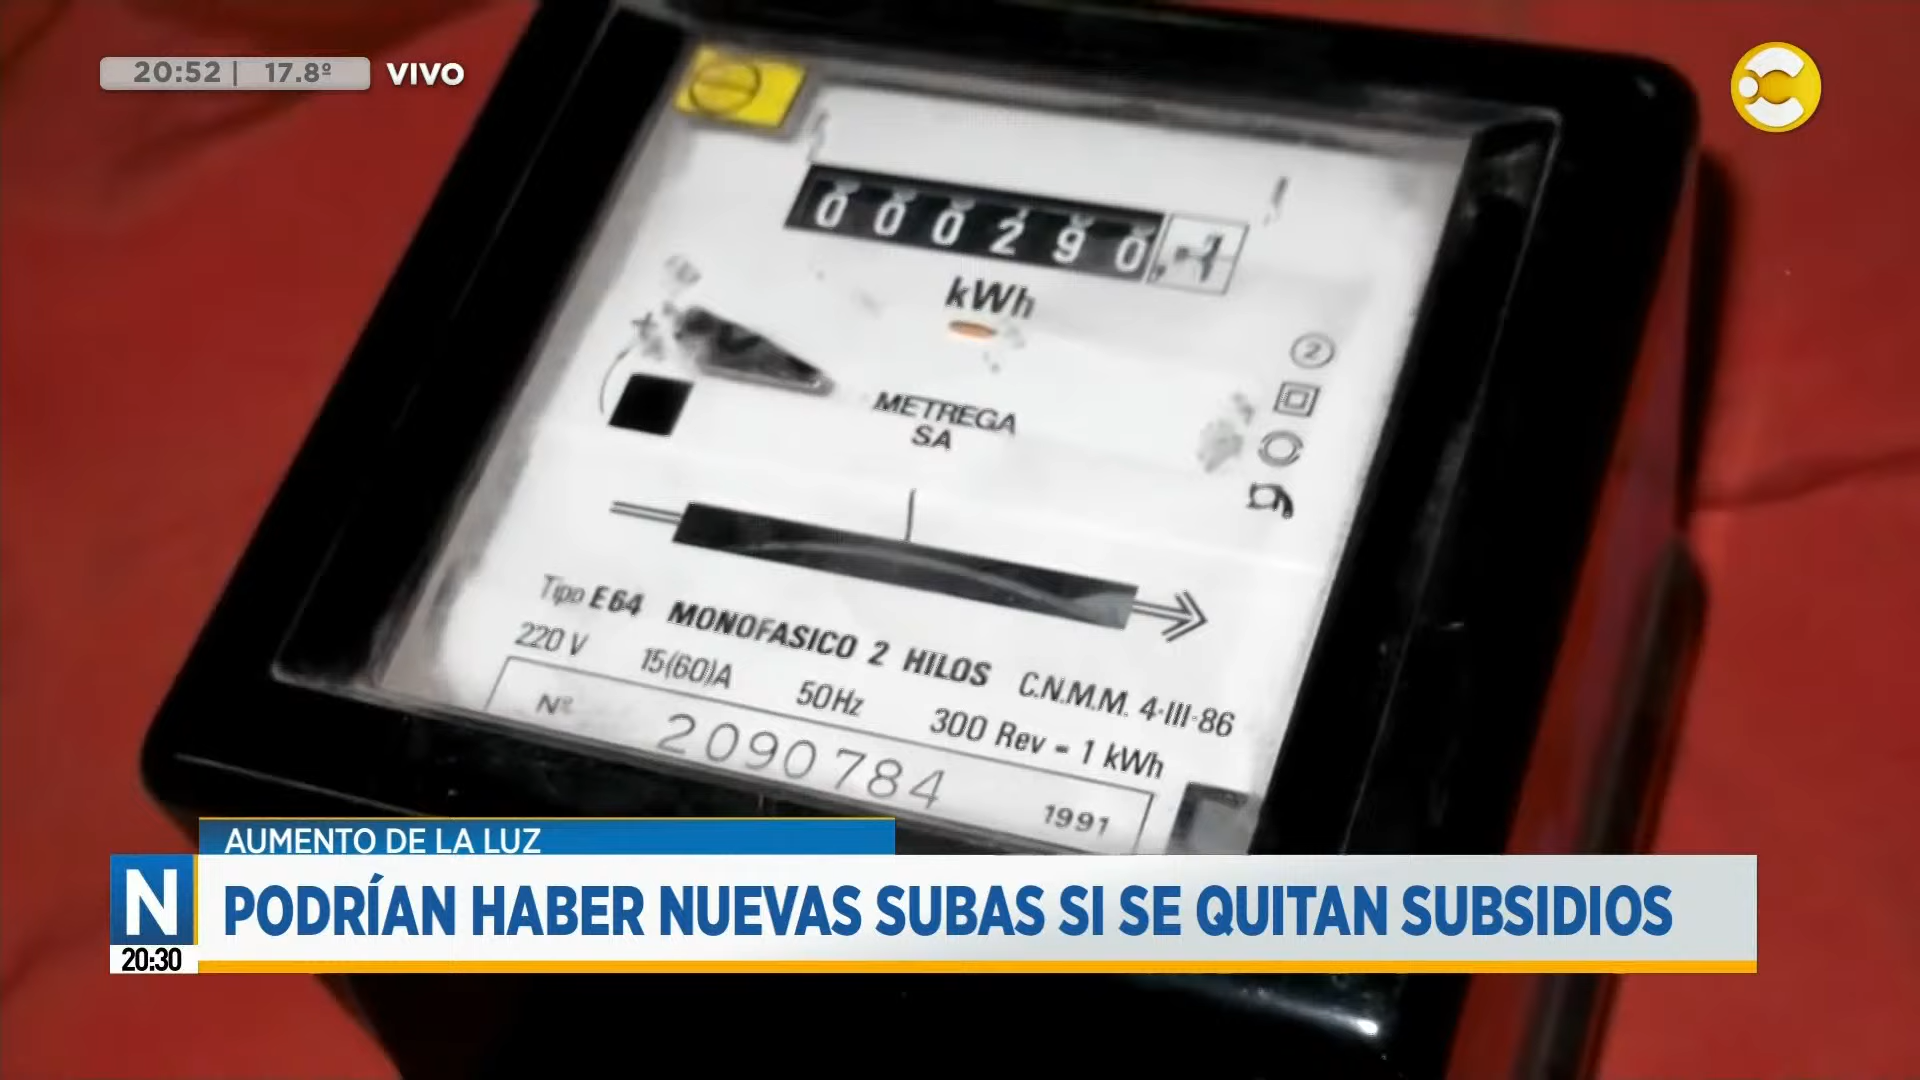 20:52 | 17.8º VIVO
000290
kWh
2
METREGA
SA
Tipo E64 MONOFASICO 2 HILOS C.N.M.M. 4-III-86
220 V 15(60)A 50Hz 300 Rev = 1 kWh
Nº 2090784 1991
AUMENTO DE LA LUZ
N PODRÍAN HABER NUEVAS SUBAS SI SE QUITAN SUBSIDIOS
20:30